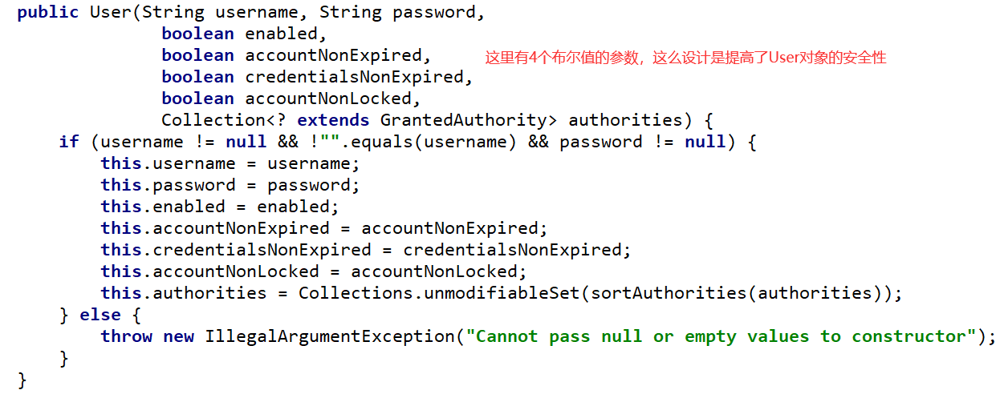 public User(String username, String password,
boolean enabled,
boolean accountNonExpired, 这里有4个布尔值的参数，这么设计是提高了User对象的安全性
boolean credentialsNonExpired,
boolean accountNonLocked,
Collection<? extends GrantedAuthority> authorities) {
if (username != null && !"".equals(username) && password != null) {
this.username = username;
this.password = password;
this.enabled = enabled;
this.accountNonExpired = accountNonExpired;
this.credentialsNonExpired = credentialsNonExpired;
this.accountNonLocked = accountNonLocked;
this.authorities = Collections.unmodifiableSet(sortAuthorities(authorities));
} else {
throw new IllegalArgumentException("Cannot pass null or empty values to constructor");
}
}